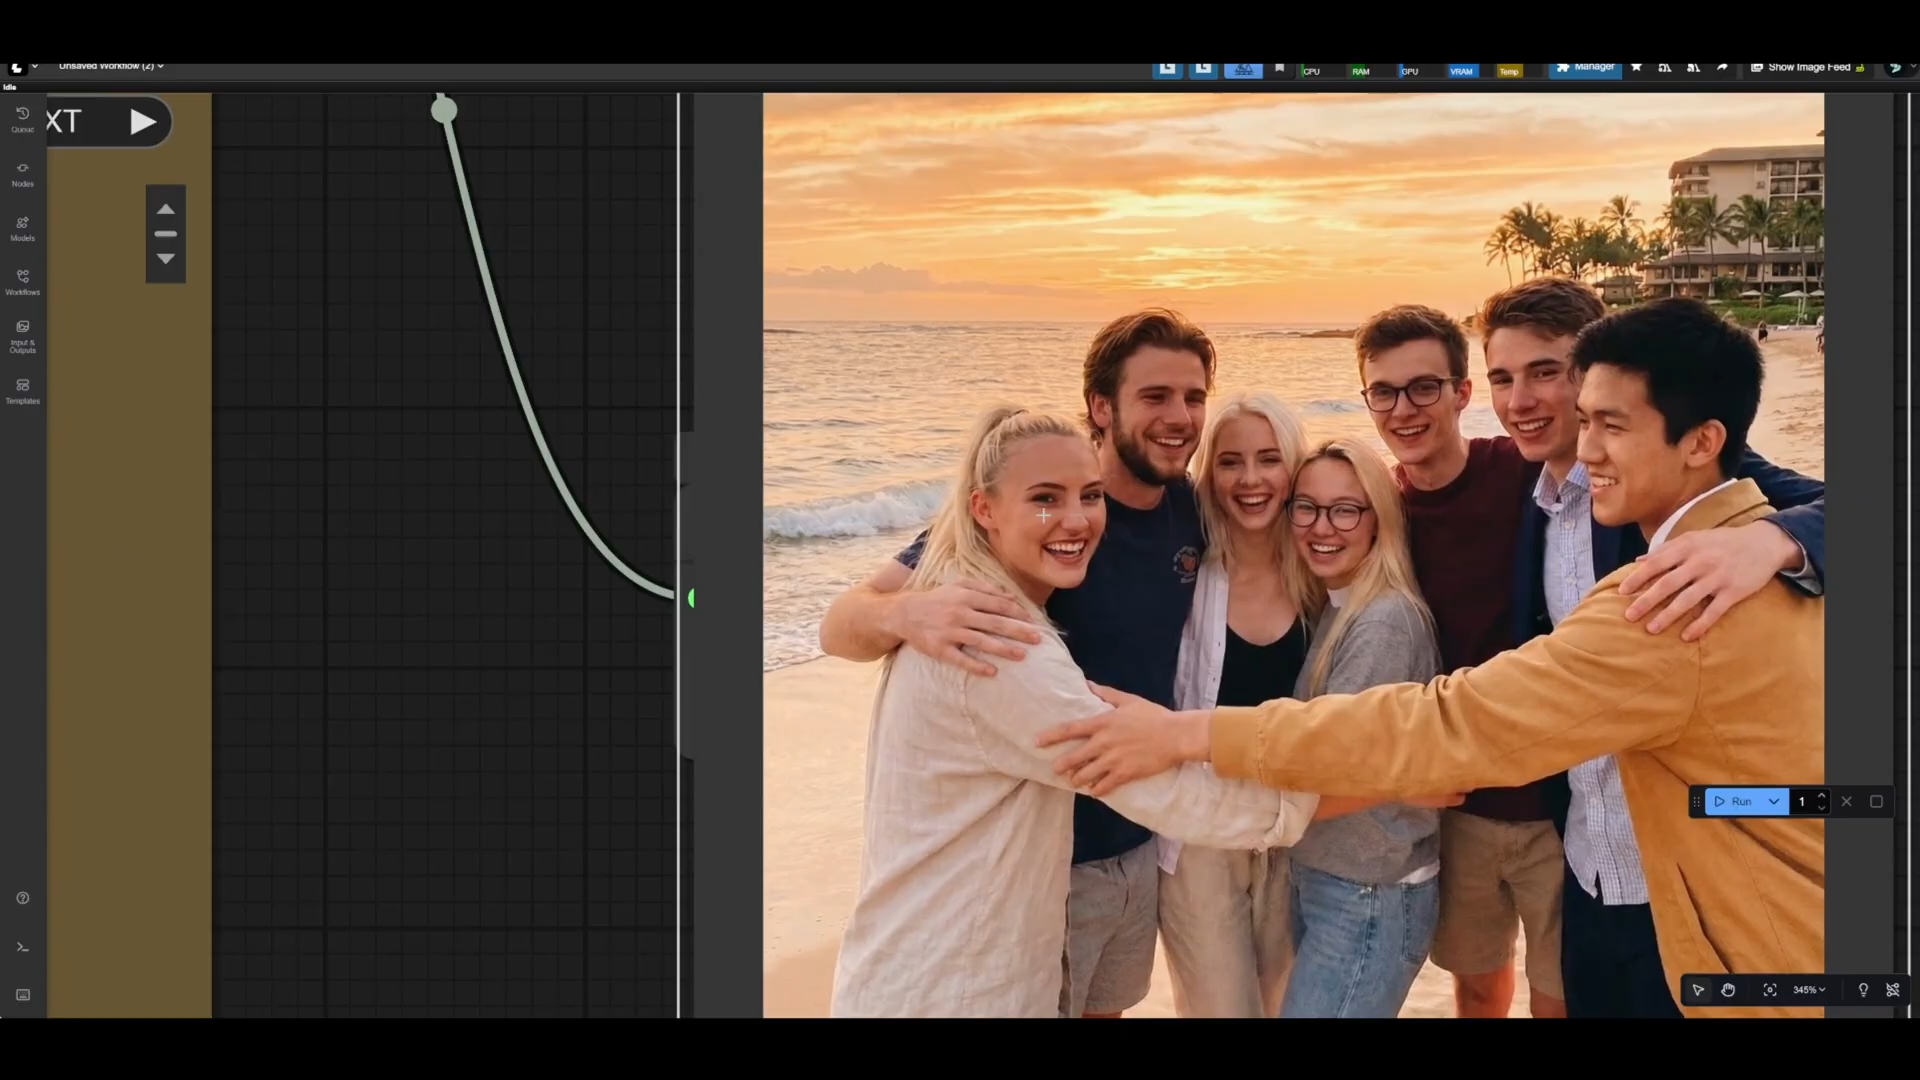 Unsaved Workflow (2)
CPU
RAM
GPU
VRAM
Temp
Manager
Show Image Feed
Idle
XT
Queue
Nodes
Models
Workflows
Input &
Outputs
Templates
Run
1
345%